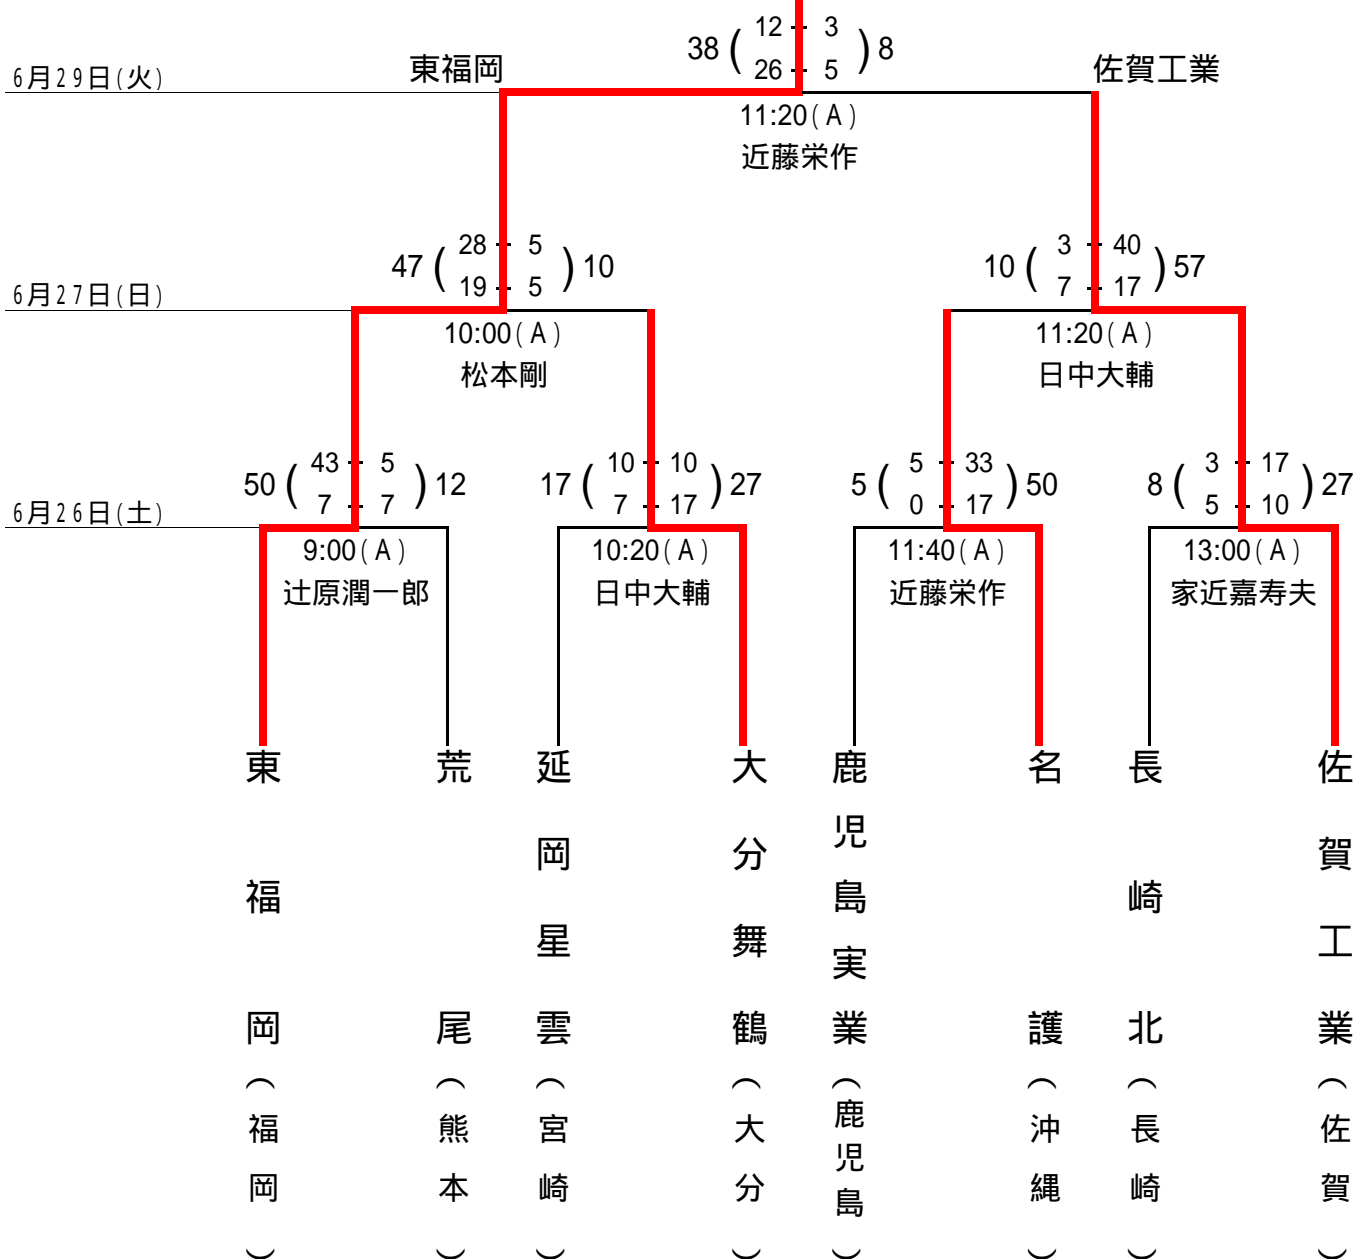 12 3
38 ( ) 8
26 5
東福岡 佐賀工業
6月29日(火)
11:20(A)
近藤栄作
28 5
47 ( ) 10
19 5
3 40
10 ( ) 57
7 17
6月27日(日)
10:00(A)
松本剛
11:20(A)
日中大輔
43 5
50 ( ) 12
7 7
10 10
17 ( ) 27
7 17
5 33
5 ( ) 50
0 17
3 17
8 ( ) 27
5 10
6月26日(土)
9:00(A)
辻原潤一郎
10:20(A)
日中大輔
11:40(A)
近藤栄作
13:00(A)
家近嘉寿夫
東福岡(福岡)
荒尾(熊本)
延岡星雲(宮崎)
大分舞鶴(大分)
鹿児島実業(鹿児島)
名護(沖縄)
長崎北(長崎)
佐賀工業(佐賀)